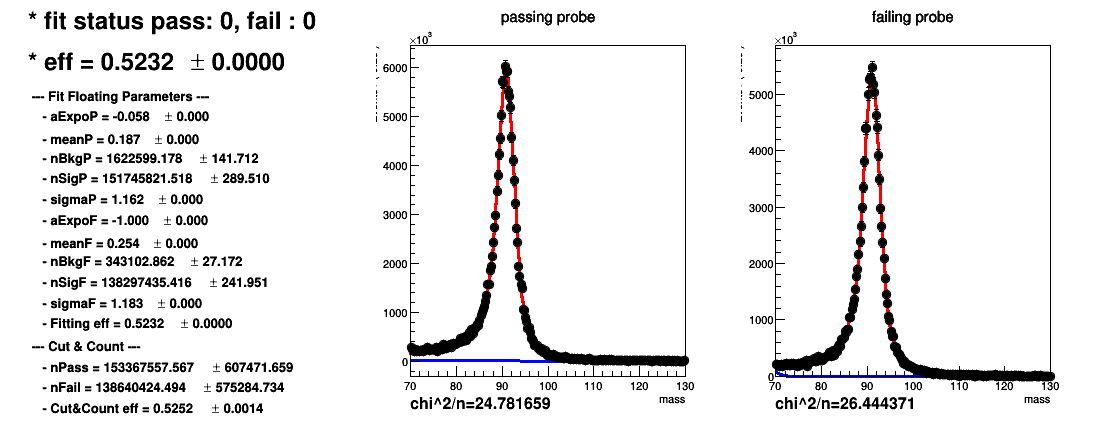 * fit status pass: 0, fail : 0
* eff = 0.5232 ± 0.0000
--- Fit Floating Parameters ---
- aExpoP = -0.058 ± 0.000
- meanP = 0.187 ± 0.000
- nBkgP = 1622599.178 ± 141.712
- nSigP = 151745821.518 ± 289.510
- sigmaP = 1.162 ± 0.000
- aExpoF = -1.000 ± 0.000
- meanF = 0.254 ± 0.000
- nBkgF = 343102.862 ± 27.172
- nSigF = 138297435.416 ± 241.951
- sigmaF = 1.183 ± 0.000
- Fitting eff = 0.5232 ± 0.0000
--- Cut & Count ---
- nPass = 153367557.567 ± 607471.659
- nFail = 138640424.494 ± 575284.734
- Cut&Count eff = 0.5252 ± 0.0014
passing probe
×10³
6000
5000
4000
3000
2000
1000
0
70 80 90 100 110 120 130
mass
chi^2/n=24.781659
failing probe
×10³
5000
4000
3000
2000
1000
0
70 80 90 100 110 120 130
mass
chi^2/n=26.444371